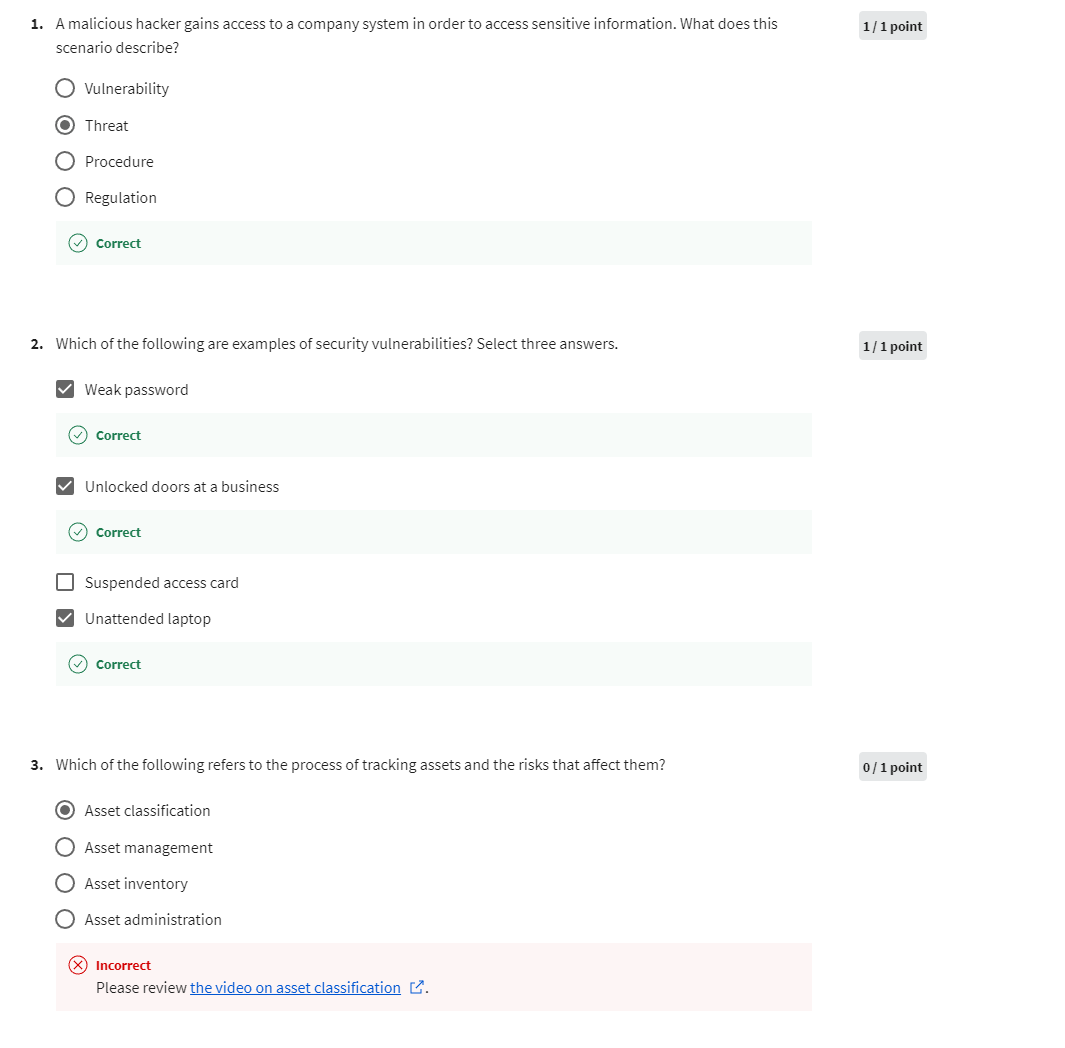 1. A malicious hacker gains access to a company system in order to access sensitive information. What does this
scenario describe?
1 / 1 point
Vulnerability
Threat
Procedure
Regulation
Correct
2. Which of the following are examples of security vulnerabilities? Select three answers.
1 / 1 point
Weak password
Correct
Unlocked doors at a business
Correct
Suspended access card
Unattended laptop
Correct
3. Which of the following refers to the process of tracking assets and the risks that affect them?
0 / 1 point
Asset classification
Asset management
Asset inventory
Asset administration
Incorrect
Please review the video on asset classification.